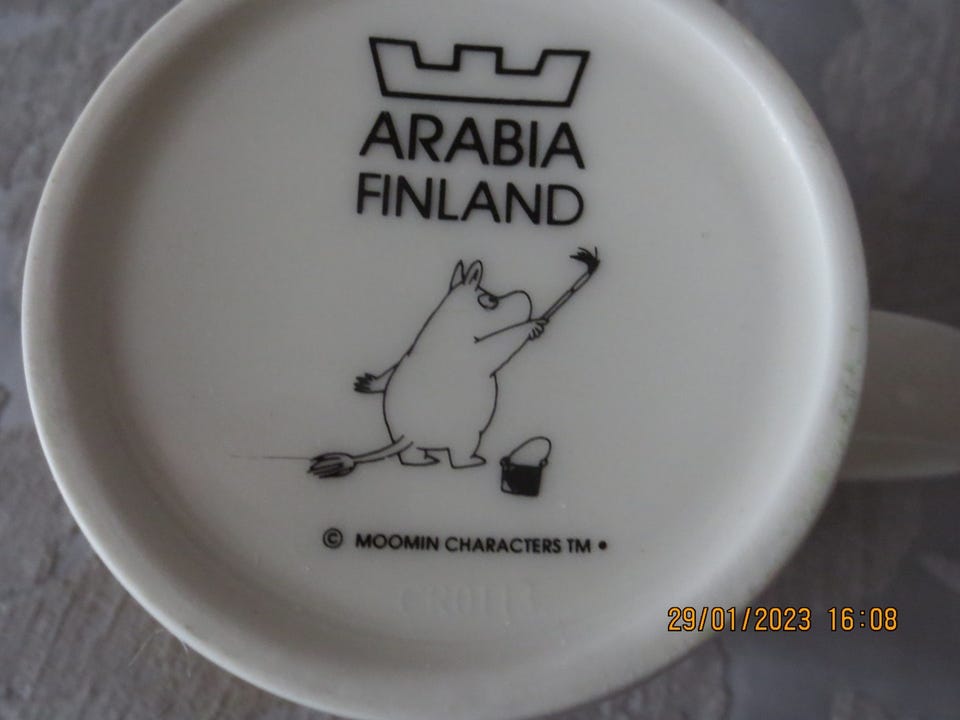 ARABIA
FINLAND
© MOOMIN CHARACTERS TM •
29/01/2023 16:08